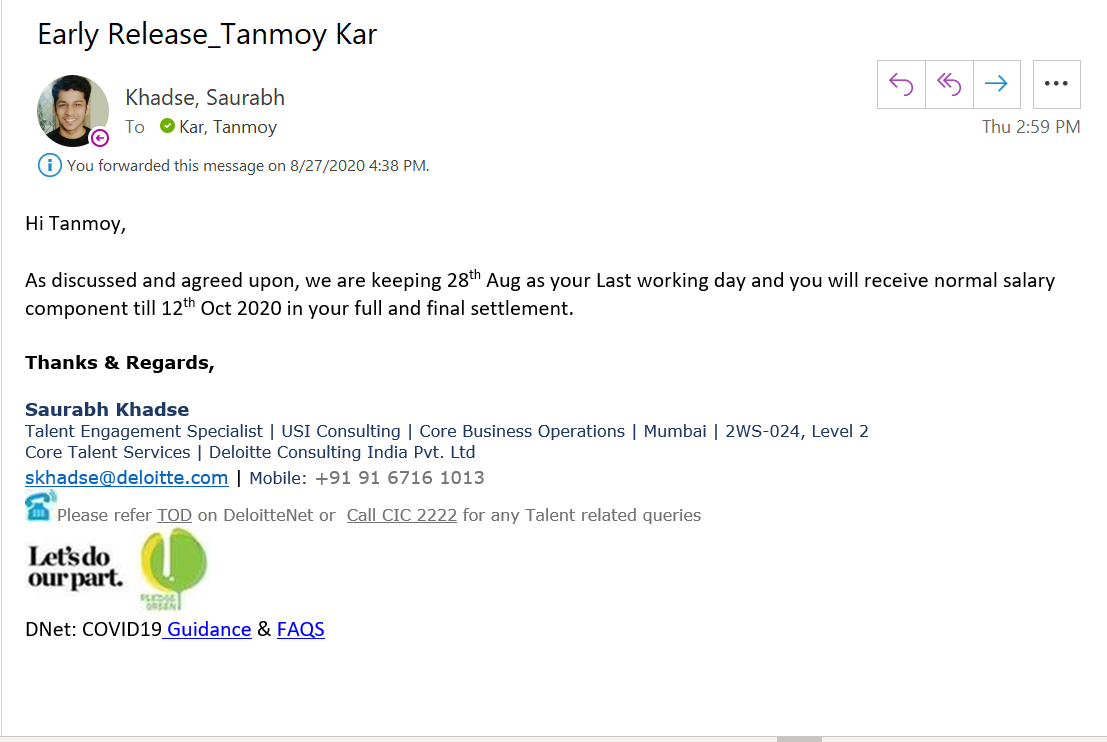 Early Release_Tanmoy Kar
Khadse, Saurabh
To Kar, Tanmoy
Thu 2:59 PM
You forwarded this message on 8/27/2020 4:38 PM.
Hi Tanmoy,
As discussed and agreed upon, we are keeping 28th Aug as your Last working day and you will receive normal salary
component till 12th Oct 2020 in your full and final settlement.
Thanks & Regards,
Saurabh Khadse
Talent Engagement Specialist | USI Consulting | Core Business Operations | Mumbai | 2WS-024, Level 2
Core Talent Services | Deloitte Consulting India Pvt. Ltd
skhadse@deloitte.com | Mobile: +91 91 6716 1013
Please refer TOD on DeloitteNet or Call CIC 2222 for any Talent related queries
Let's do
our part.
PLEDGE
GREEN
DNet: COVID19 Guidance & FAQS